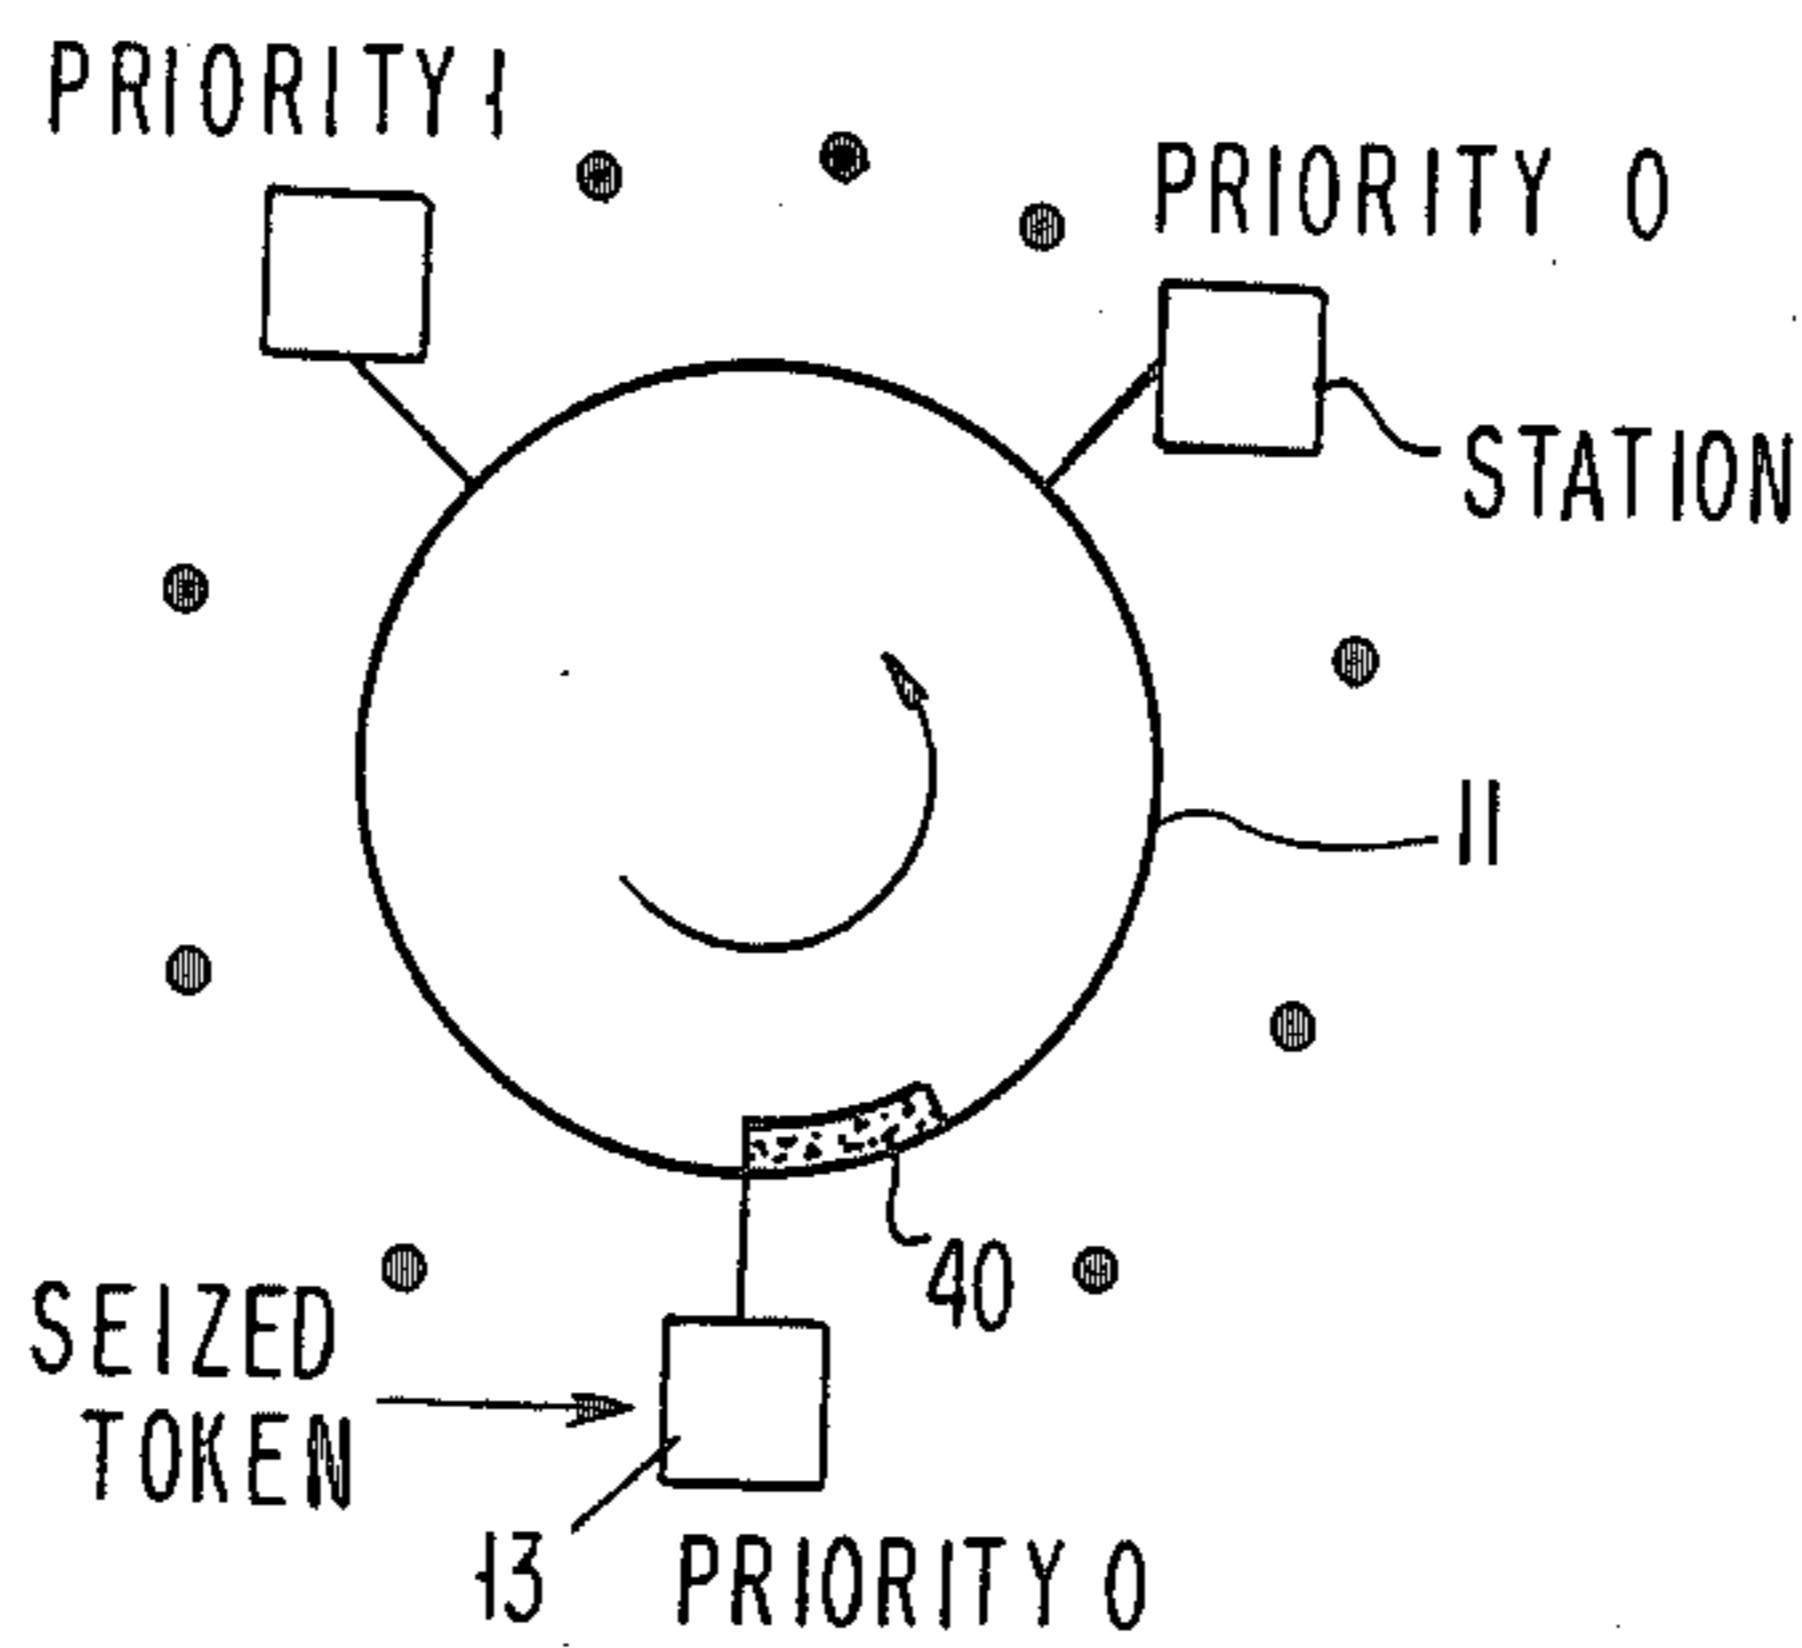 PRIORITY 1
PRIORITY 0
STATION
11
40
SEIZED
TOKEN
13
PRIORITY 0